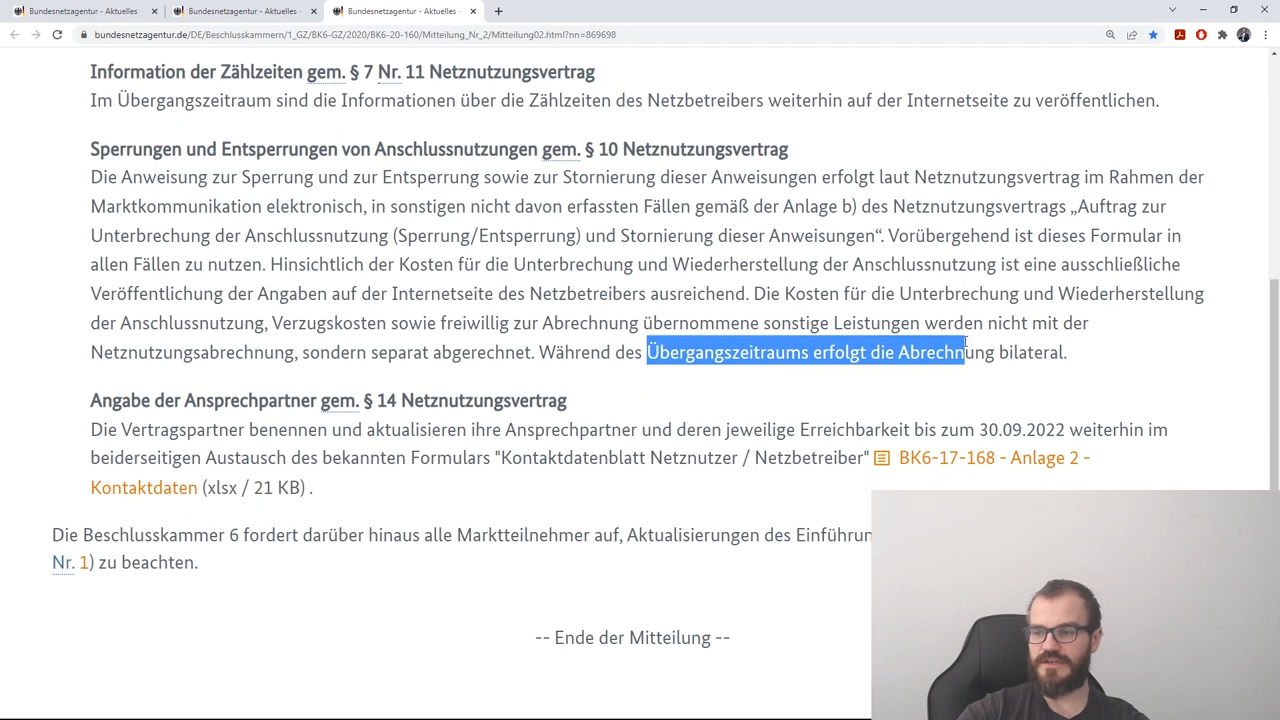 Bundesnetzagentur - Aktuelles
Bundesnetzagentur - Aktuelles
Bundesnetzagentur - Aktuelles
bundesnetzagentur.de/DE/Beschlusskammern/1_GZ/BK6-GZ/2020/BK6-20-160/Mitteilung_Nr_2/Mitteilung02.html?nn=869698
Information der Zählzeiten gem. § 7 Nr. 11 Netznutzungsvertrag
Im Übergangszeitraum sind die Informationen über die Zählzeiten des Netzbetreibers weiterhin auf der Internetseite zu veröffentlichen.
Sperrungen und Entsperrungen von Anschlussnutzungen gem. § 10 Netznutzungsvertrag
Die Anweisung zur Sperrung und zur Entsperrung sowie zur Stornierung dieser Anweisungen erfolgt laut Netznutzungsvertrag im Rahmen der
Marktkommunikation elektronisch, in sonstigen nicht davon erfassten Fällen gemäß der Anlage b) des Netznutzungsvertrags „Auftrag zur
Unterbrechung der Anschlussnutzung (Sperrung/Entsperrung) und Stornierung dieser Anweisungen“. Vorübergehend ist dieses Formular in
allen Fällen zu nutzen. Hinsichtlich der Kosten für die Unterbrechung und Wiederherstellung der Anschlussnutzung ist eine ausschließliche
Veröffentlichung der Angaben auf der Internetseite des Netzbetreibers ausreichend. Die Kosten für die Unterbrechung und Wiederherstellung
der Anschlussnutzung, Verzugskosten sowie freiwillig zur Abrechnung übernommene sonstige Leistungen werden nicht mit der
Netznutzungsabrechnung, sondern separat abgerechnet. Während des Übergangszeitraums erfolgt die Abrechnung bilateral.
Angabe der Ansprechpartner gem. § 14 Netznutzungsvertrag
Die Vertragspartner benennen und aktualisieren ihre Ansprechpartner und deren jeweilige Erreichbarkeit bis zum 30.09.2022 weiterhin im
beiderseitigen Austausch des bekannten Formulars "Kontaktdatenblatt Netznutzer / Netzbetreiber" BK6-17-168 - Anlage 2 -
Kontaktdaten (xlsx / 21 KB) .
Die Beschlusskammer 6 fordert darüber hinaus alle Marktteilnehmer auf, Aktualisierungen des Einführun
Nr. 1) zu beachten.
-- Ende der Mitteilung --